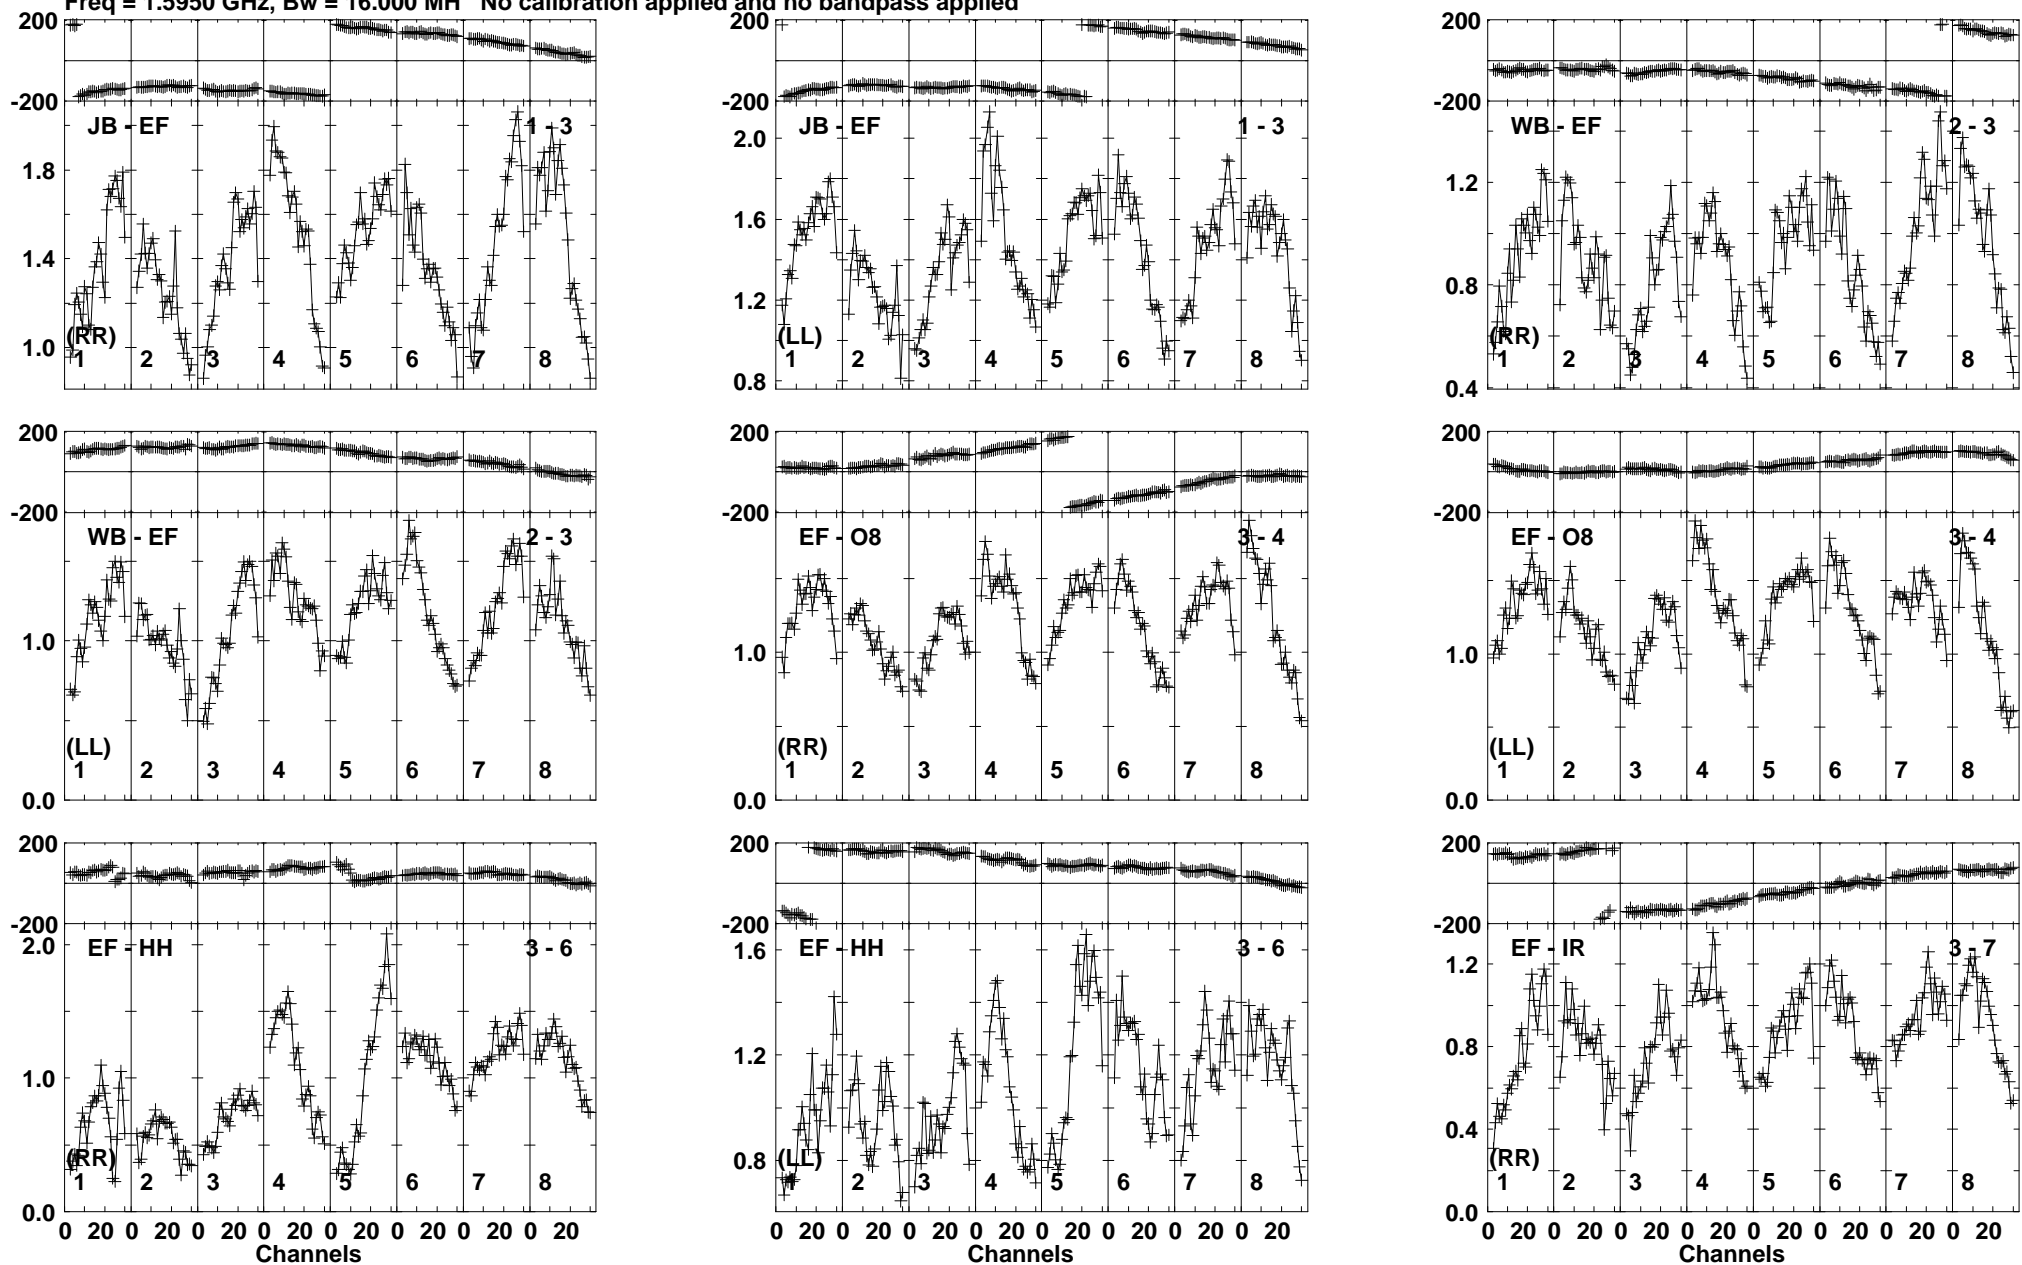 Freq = 1.5950 GHz, Bw = 16.000 MH No calibration applied and no bandpass applied
200 200 200
-200 -200 -200
JB - EF 1 - 3 JB - EF 1 - 3 WB - EF 2 - 3
1.8 2.0 1.2
1.4 1.6 0.8
1.0 1.2 0.4
0.8
(RR) (LL) (RR)
1 2 3 4 5 6 7 8 1 2 3 4 5 6 7 8 1 2 3 4 5 6 7 8
200 200 200
-200 -200 -200
WB - EF 2 - 3 EF - O8 3 - 4 EF - O8 3 - 4
1.0 1.0 1.0
(LL) (RR) (LL)
1 2 3 4 5 6 7 8 1 2 3 4 5 6 7 8 1 2 3 4 5 6 7 8
0.0 0.0 0.0
200 200 200
-200 -200 -200
EF - HH 3 - 6 EF - HH 3 - 6 EF - IR 3 - 7
2.0 1.6 1.2
1.0 1.2 0.8
0.0 0.8 0.4
0.0
(RR) (LL) (RR)
1 2 3 4 5 6 7 8 1 2 3 4 5 6 7 8 1 2 3 4 5 6 7 8
0 20 0 20 0 20 0 20 0 20 0 20 0 20 0 20 0 20 0 20 0 20 0 20 0 20 0 20 0 20 0 20 0 20 0 20 0 20 0 20 0 20 0 20 0 20 0 20
Channels Channels Channels